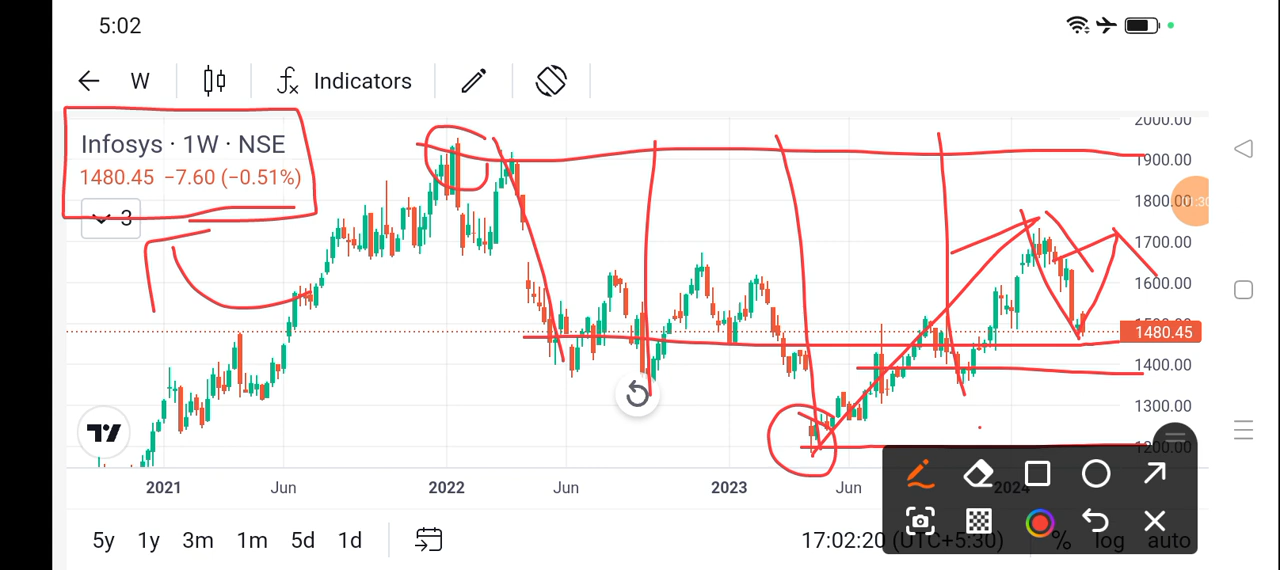 5:02
W
Indicators
Infosys · 1W · NSE
1480.45 −7.60 (−0.51%)
3
2000.00
1900.00
1800.00
1700.00
1600.00
1480.45
1400.00
1300.00
1200.00
2021 Jun 2022 Jun 2023 Jun 2024
5y 1y 3m 1m 5d 1d
17:02:20 (UTC+5:30) % log auto